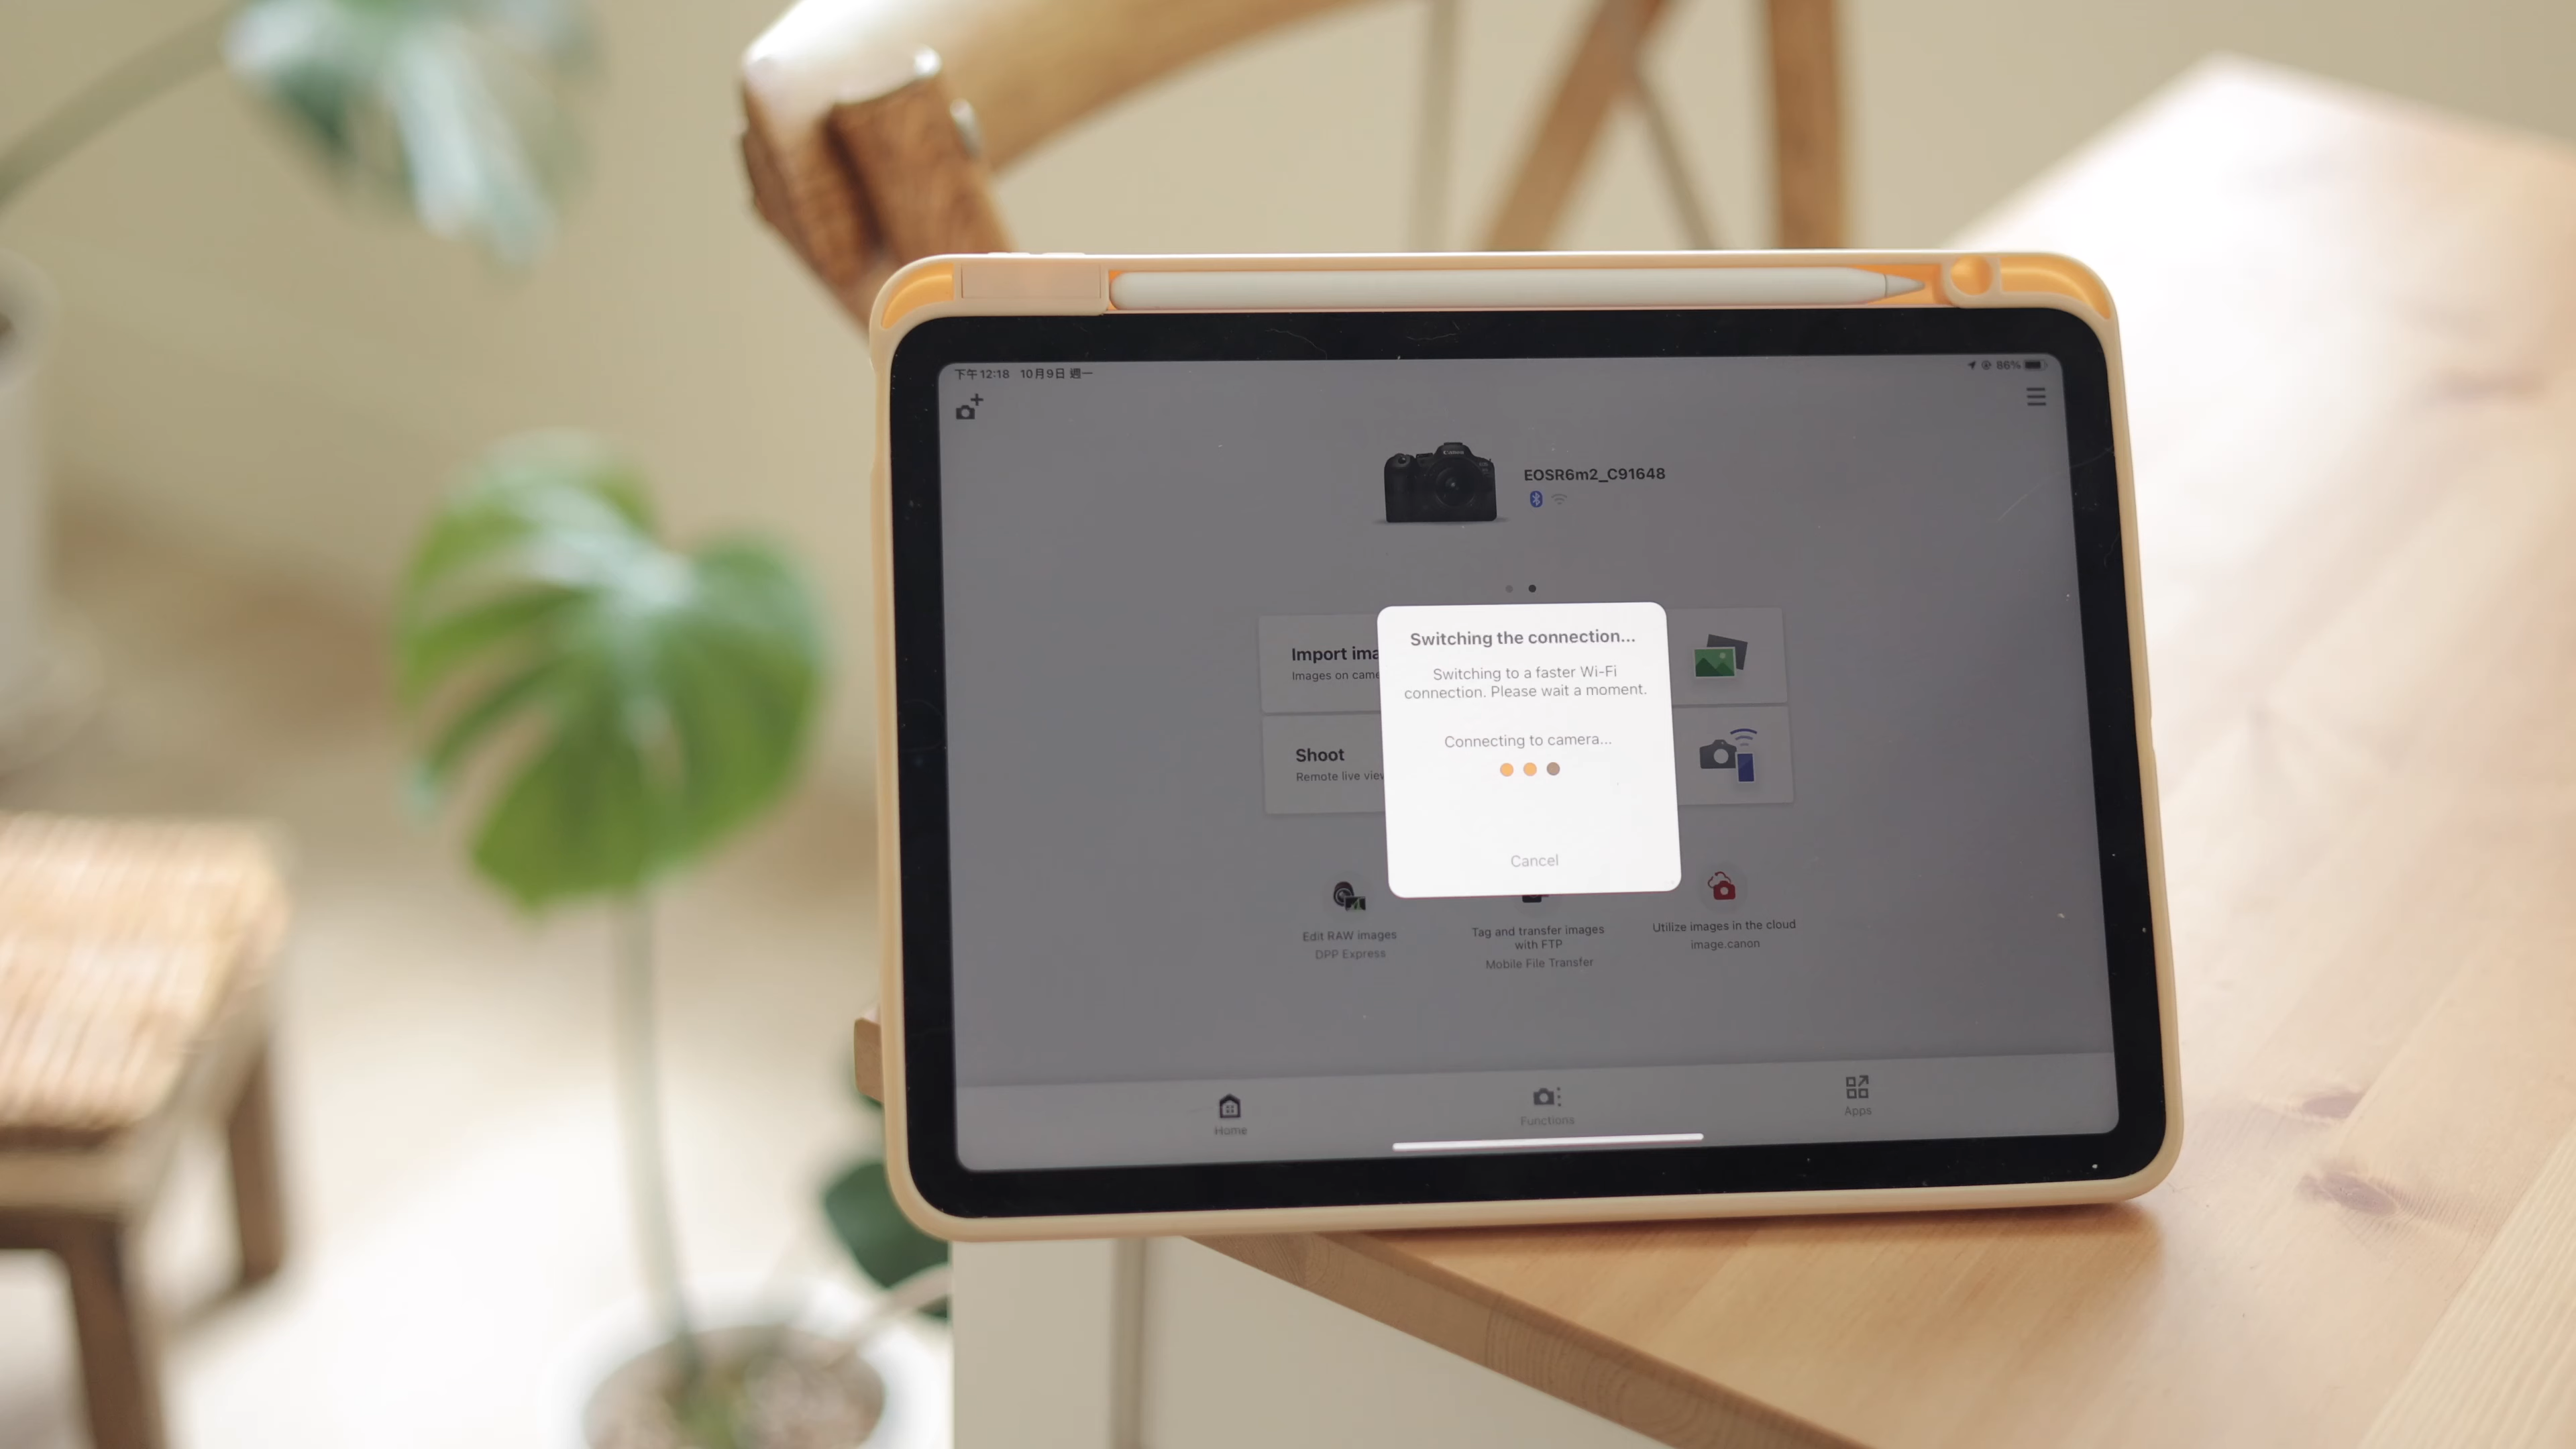 下午12:18 10月9日 週一
86%
Canon
EOSR6m2_C91648
Switching the connection...
Switching to a faster Wi-Fi
connection. Please wait a moment.
Connecting to camera...
Cancel
Import ima
Images on came
Shoot
Remote live view
Edit RAW images
DPP Express
Tag and transfer images
with FTP
Mobile File Transfer
Utilize images in the cloud
image.canon
Home
Functions
Apps